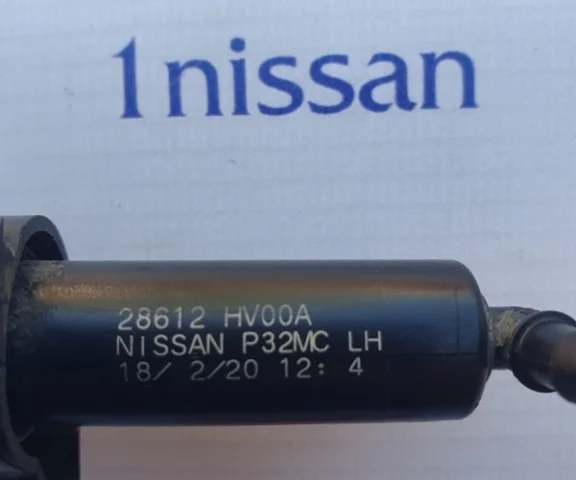 1nissan
28612 HV00A
NISSAN P32MC LH
18/ 2/20 12: 4